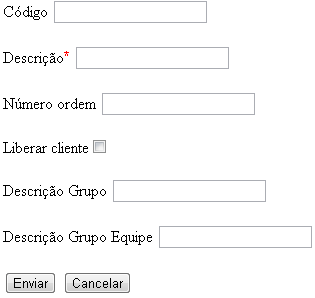 Código
Descrição*
Número ordem
Liberar cliente
Descrição Grupo
Descrição Grupo Equipe
Enviar Cancelar